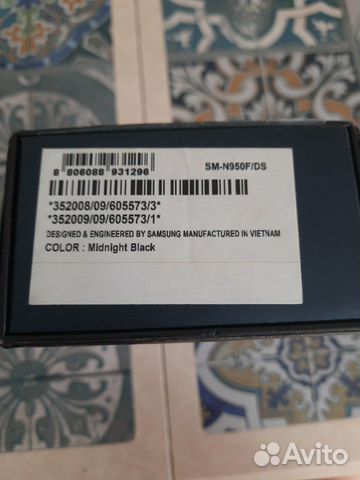 SM-N950F/DS
8 806088 931296
*352008/09/605573/3*
*352009/09/605573/1*
DESIGNED & ENGINEERED BY SAMSUNG MANUFACTURED IN VIETNAM
COLOR : Midnight Black
Avito